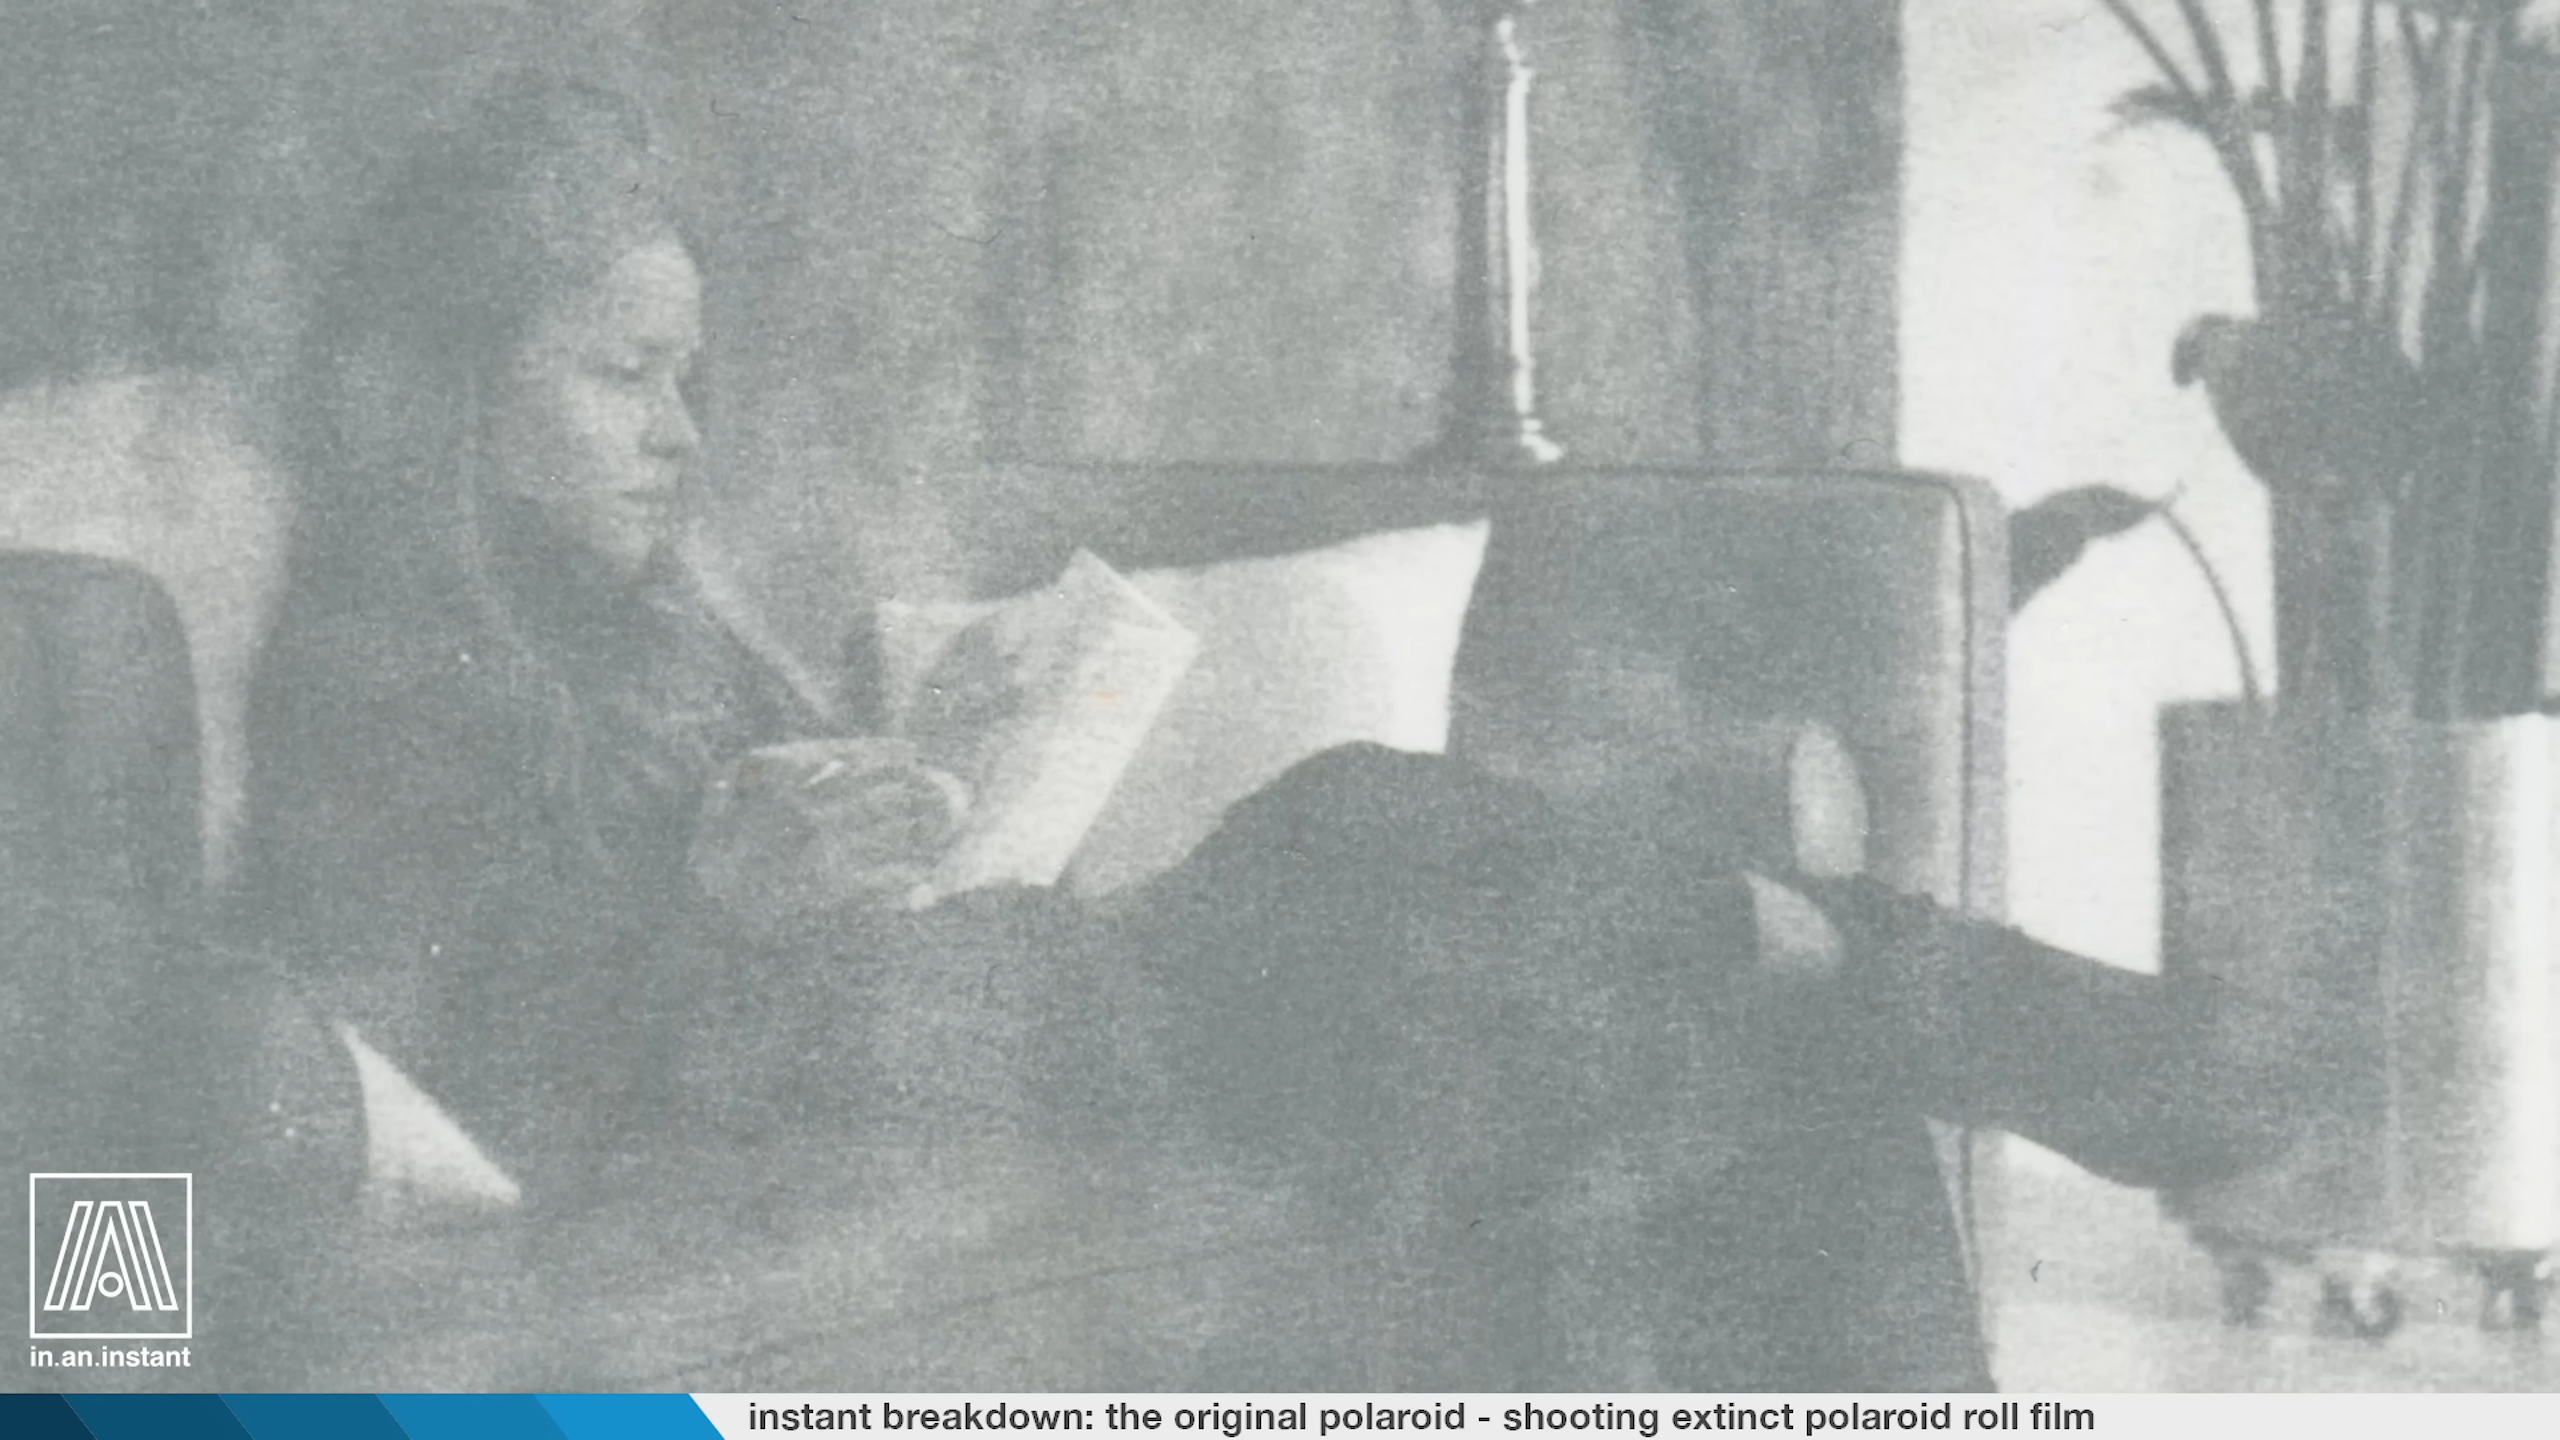 in.an.instant
instant breakdown: the original polaroid - shooting extinct polaroid roll film